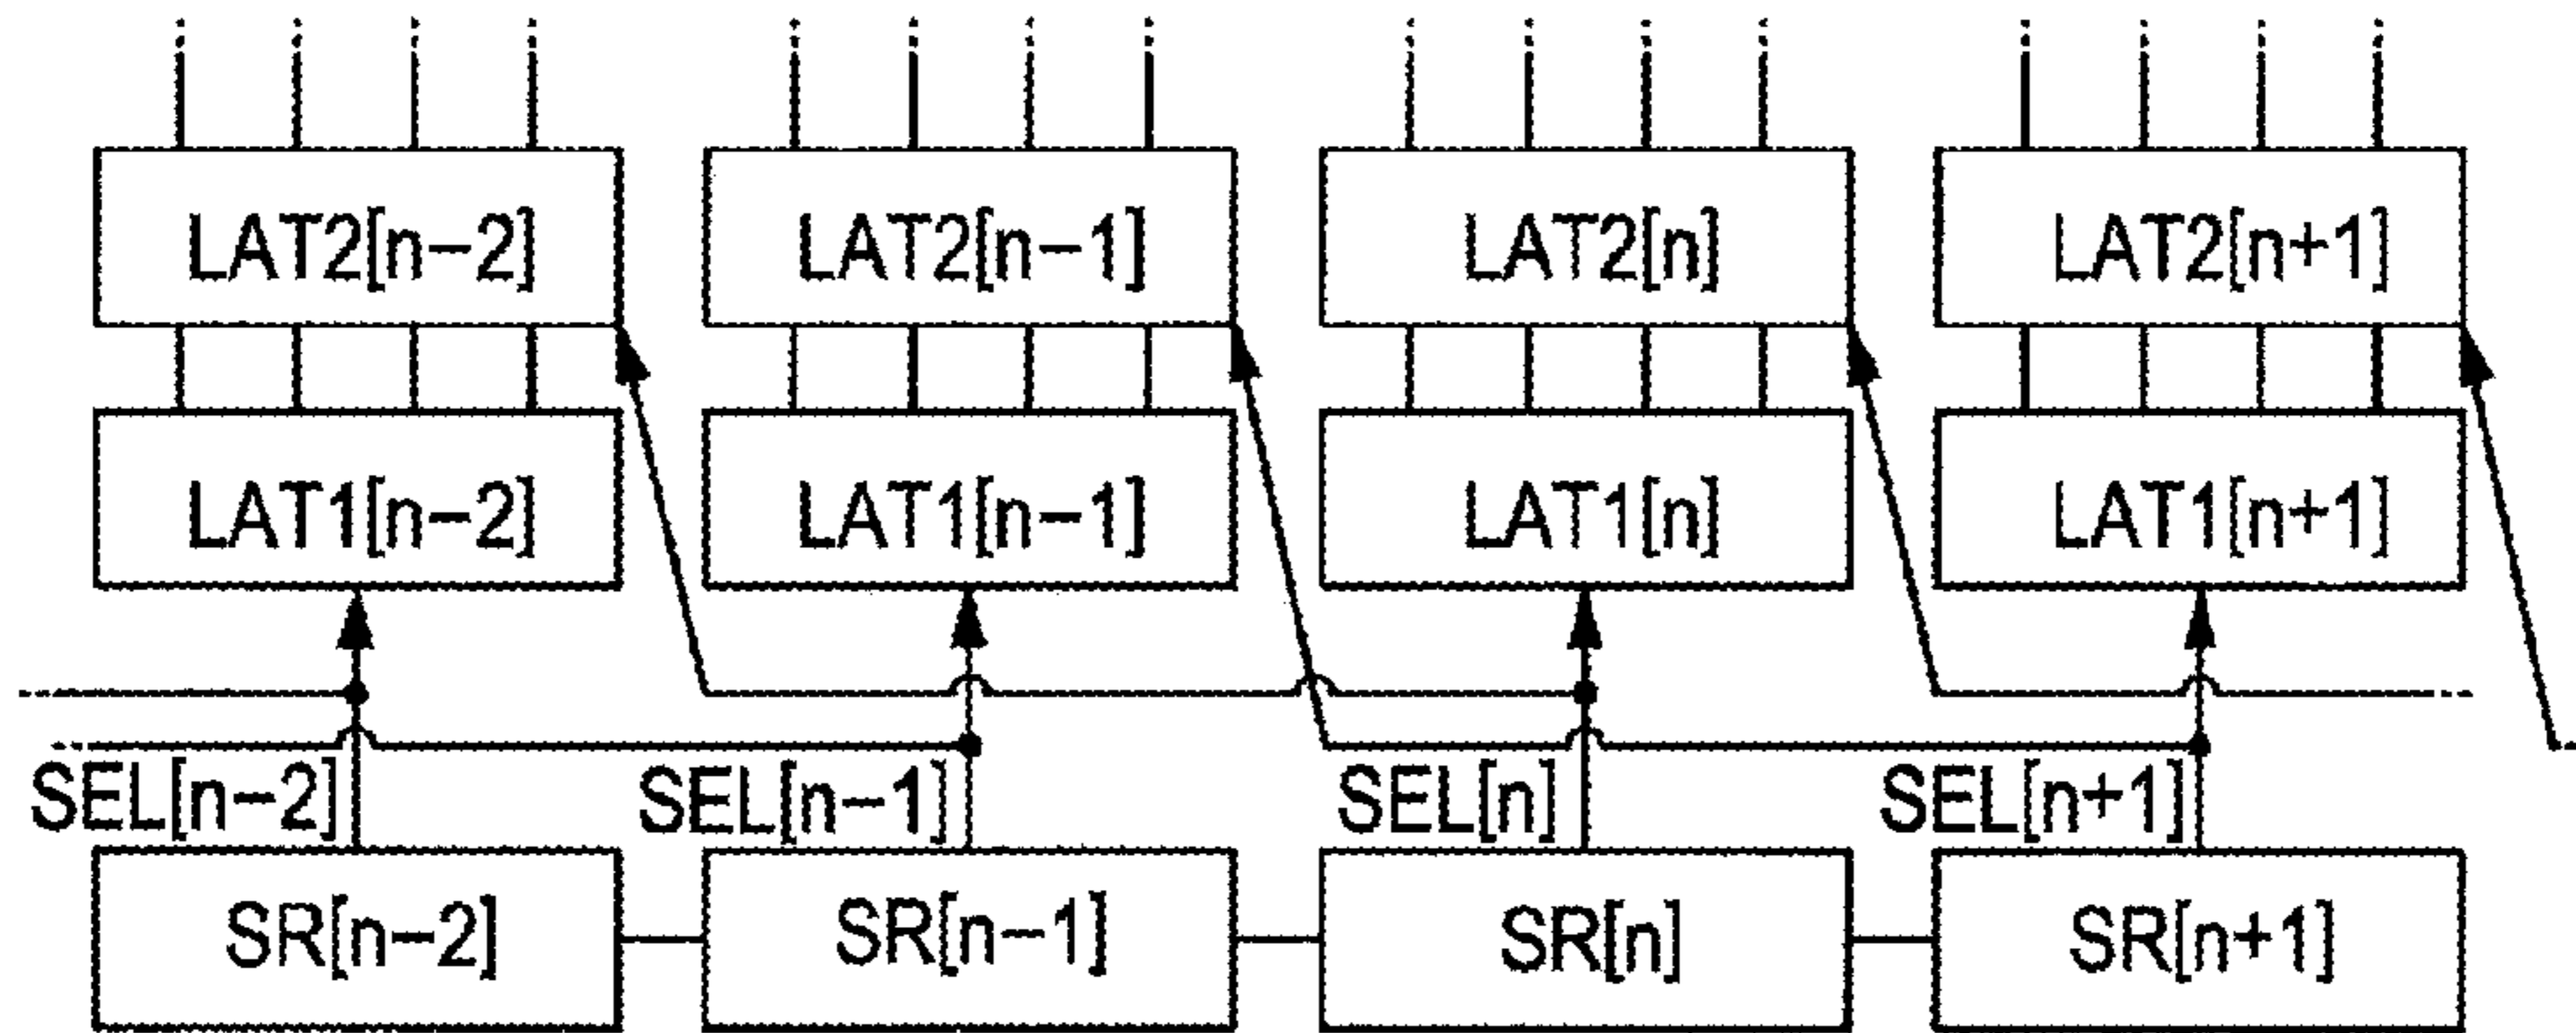 LAT2[n−2] LAT2[n−1] LAT2[n] LAT2[n+1]
LAT1[n−2] LAT1[n−1] LAT1[n] LAT1[n+1]
SEL[n−2] SEL[n−1] SEL[n] SEL[n+1]
SR[n−2] SR[n−1] SR[n] SR[n+1]